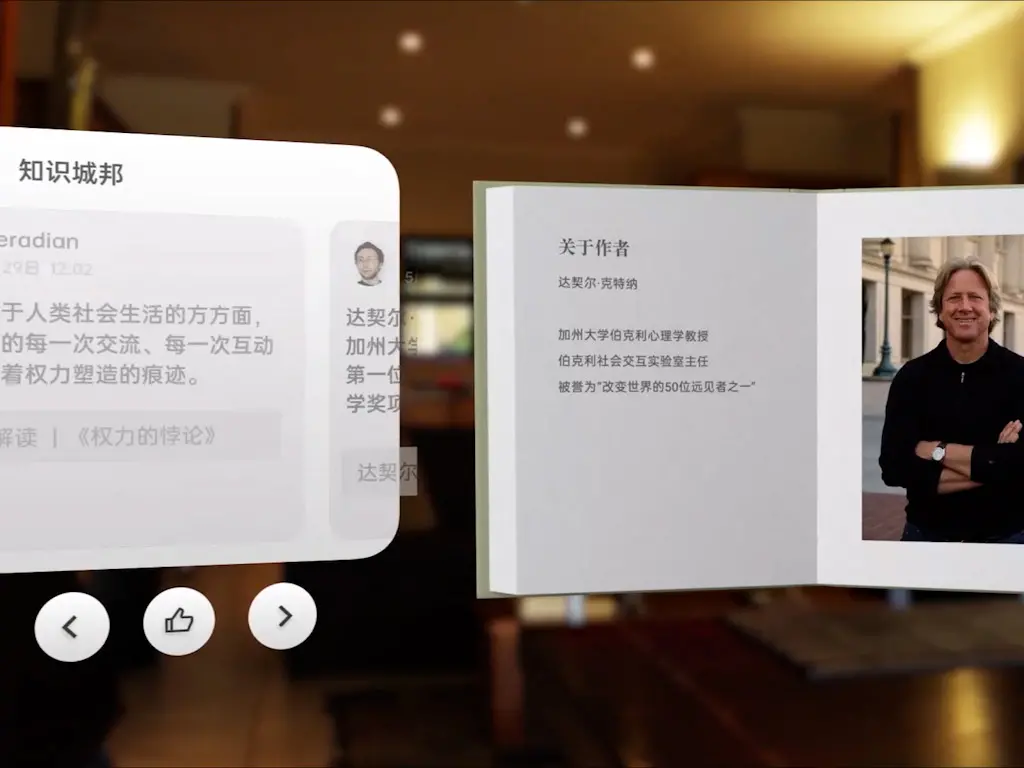 知识城邦
eradian
29日 12:02
于人类社会生活的方方面，
的每一次交流、每一次互动
着权力塑造的痕迹。
解读 | 《权力的悖论》
5
达契尔·
加州大学
第一位
学奖项
达契尔
关于作者
达契尔·克特纳
加州大学伯克利心理学教授
伯克利社会交互实验室主任
被誉为“改变世界的50位远见者之一”